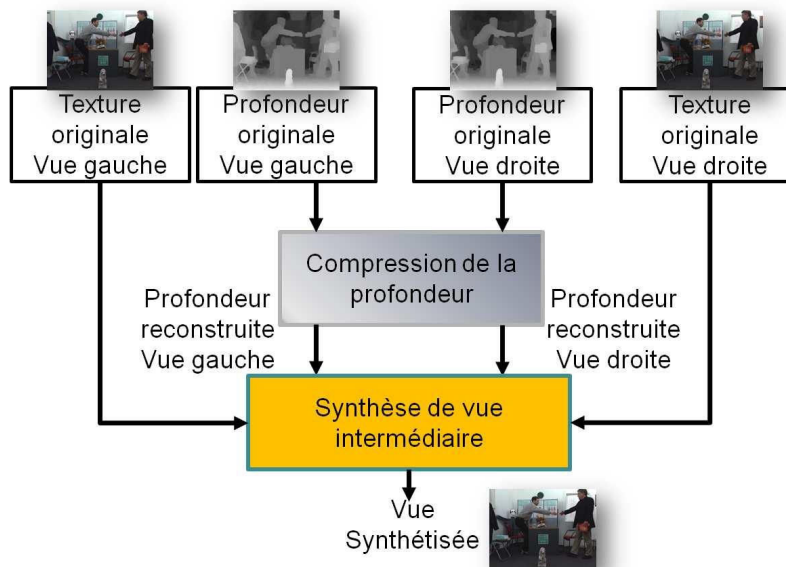 Texture
originale
Vue gauche
Profondeur
originale
Vue gauche
Profondeur
originale
Vue droite
Texture
originale
Vue droite
Compression de la
profondeur
Profondeur
reconstruite
Vue gauche
Profondeur
reconstruite
Vue droite
Synthèse de vue
intermédiaire
Vue
Synthétisée